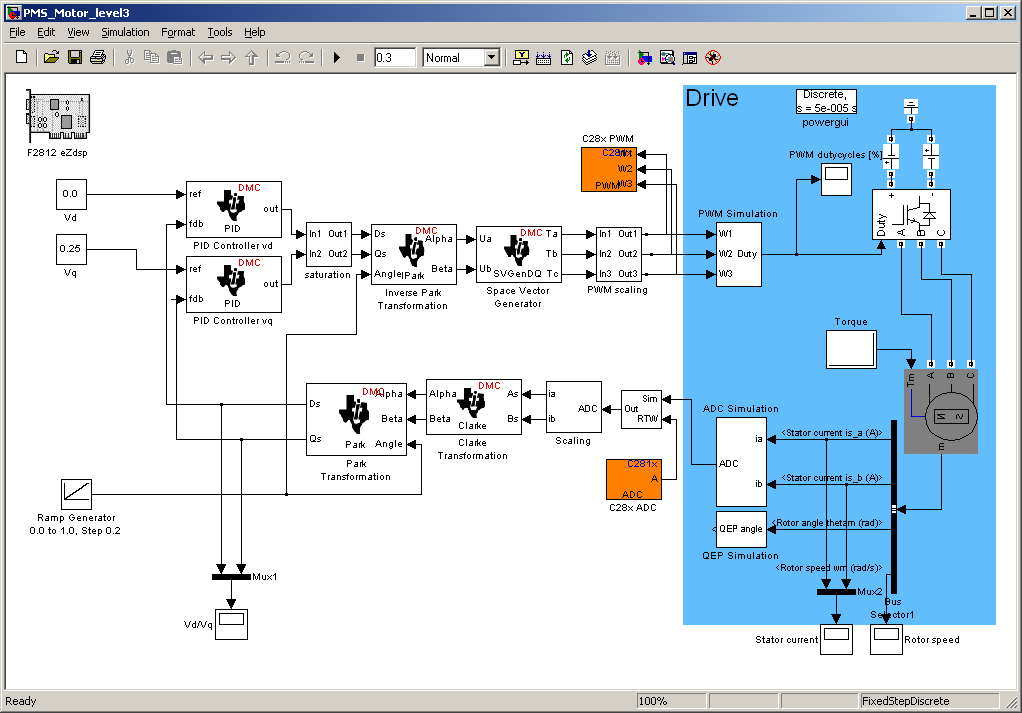 PMS_Motor_level3
File Edit View Simulation Format Tools Help
0.3 Normal
Drive
Discrete,
s = 5e-005 s
powergui
F2812 eZdsp
C28x PWM
C281x
W1
W2
W3
PWM
PWM dutycycles [%]
0.0
Vd
0.25
Vq
ref
fdb
DMC
out
PID
PID Controller vd
ref
fdb
DMC
out
PID
PID Controller vq
In1 Out1
In2 Out2
saturation
Ds
Qs
Angle
DMC
Alpha
Beta
IPark
Inverse Park
Transformation
Ua
Ub
DMC
Ta
Tb
Tc
SVGenDQ
Space Vector
Generator
In1 Out1
In2 Out2
In3 Out3
PWM scaling
PWM Simulation
W1
W2 Duty
W3
Duty
+
-
A
B
C
Torque
Tm
A
B
C
m
Ds
Qs
DMC
Alpha
Beta
Angle
Park
Park
Transformation
Alpha
Beta
DMC
As
Bs
Clarke
Clarke
Transformation
ADC
ia
ib
Scaling
Out
Sim
RTW
C281x
A
ADC
C28x ADC
ADC Simulation
ADC
ia
ib
QEP angle
QEP Simulation
<Stator current is_a (A)>
<Stator current is_b (A)>
<Rotor angle thetam (rad)>
<Rotor speed wm (rad/s)>
Ramp Generator
0.0 to 1.0, Step 0.2
Mux1
Vd/Vq
Mux2
Bus
Selector1
Stator current
Rotor speed
Ready
100%
FixedStepDiscrete